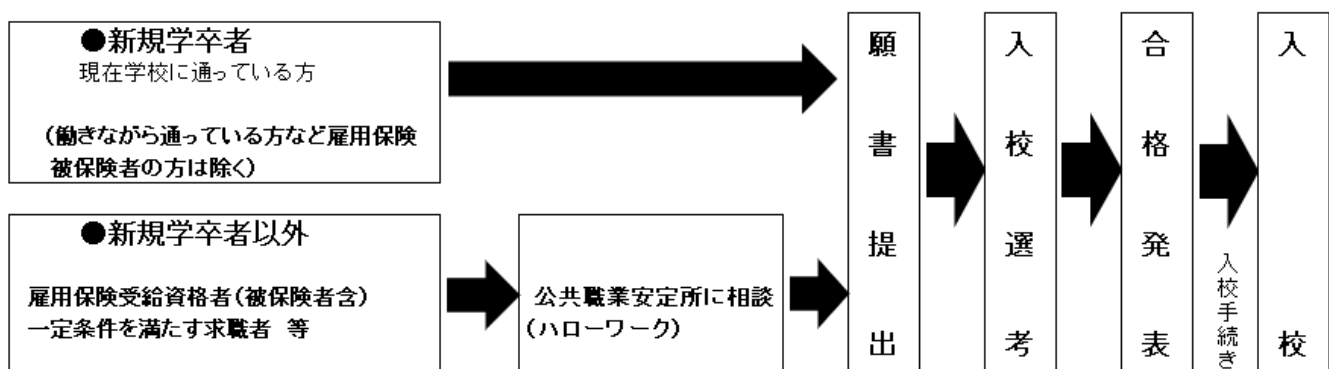 ●新規学卒者
現在学校に通っている方
（働きながら通っている方など雇用保険
被保険者の方は除く）
●新規学卒者以外
雇用保険受給資格者（被保険者含）
一定条件を満たす求職者　等
公共職業安定所に相談
（ハローワーク）
願書提出
入校選考
合格発表
入校手続き
入校